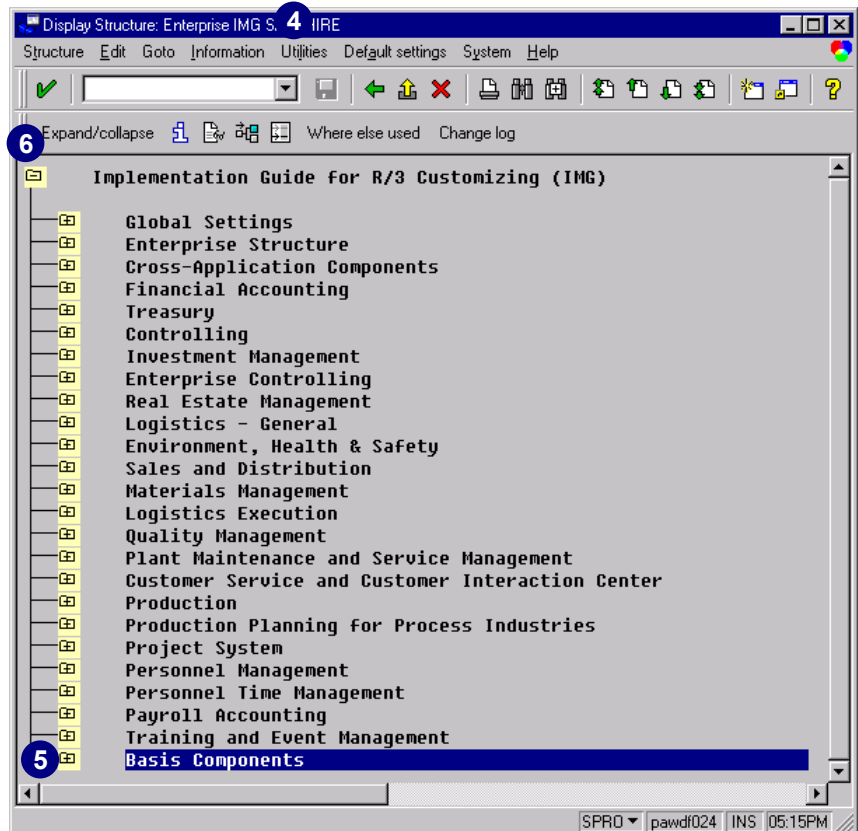 Display Structure: Enterprise IMG S HIRE
4
Structure Edit Goto Information Utilities Default settings System Help
6
Expand/collapse Where else used Change log
Implementation Guide for R/3 Customizing (IMG)
Global Settings
Enterprise Structure
Cross-Application Components
Financial Accounting
Treasury
Controlling
Investment Management
Enterprise Controlling
Real Estate Management
Logistics - General
Environment, Health & Safety
Sales and Distribution
Materials Management
Logistics Execution
Quality Management
Plant Maintenance and Service Management
Customer Service and Customer Interaction Center
Production
Production Planning for Process Industries
Project System
Personnel Management
Personnel Time Management
Payroll Accounting
Training and Event Management
5
Basis Components
SPRO pawdf024 INS 05:15PM